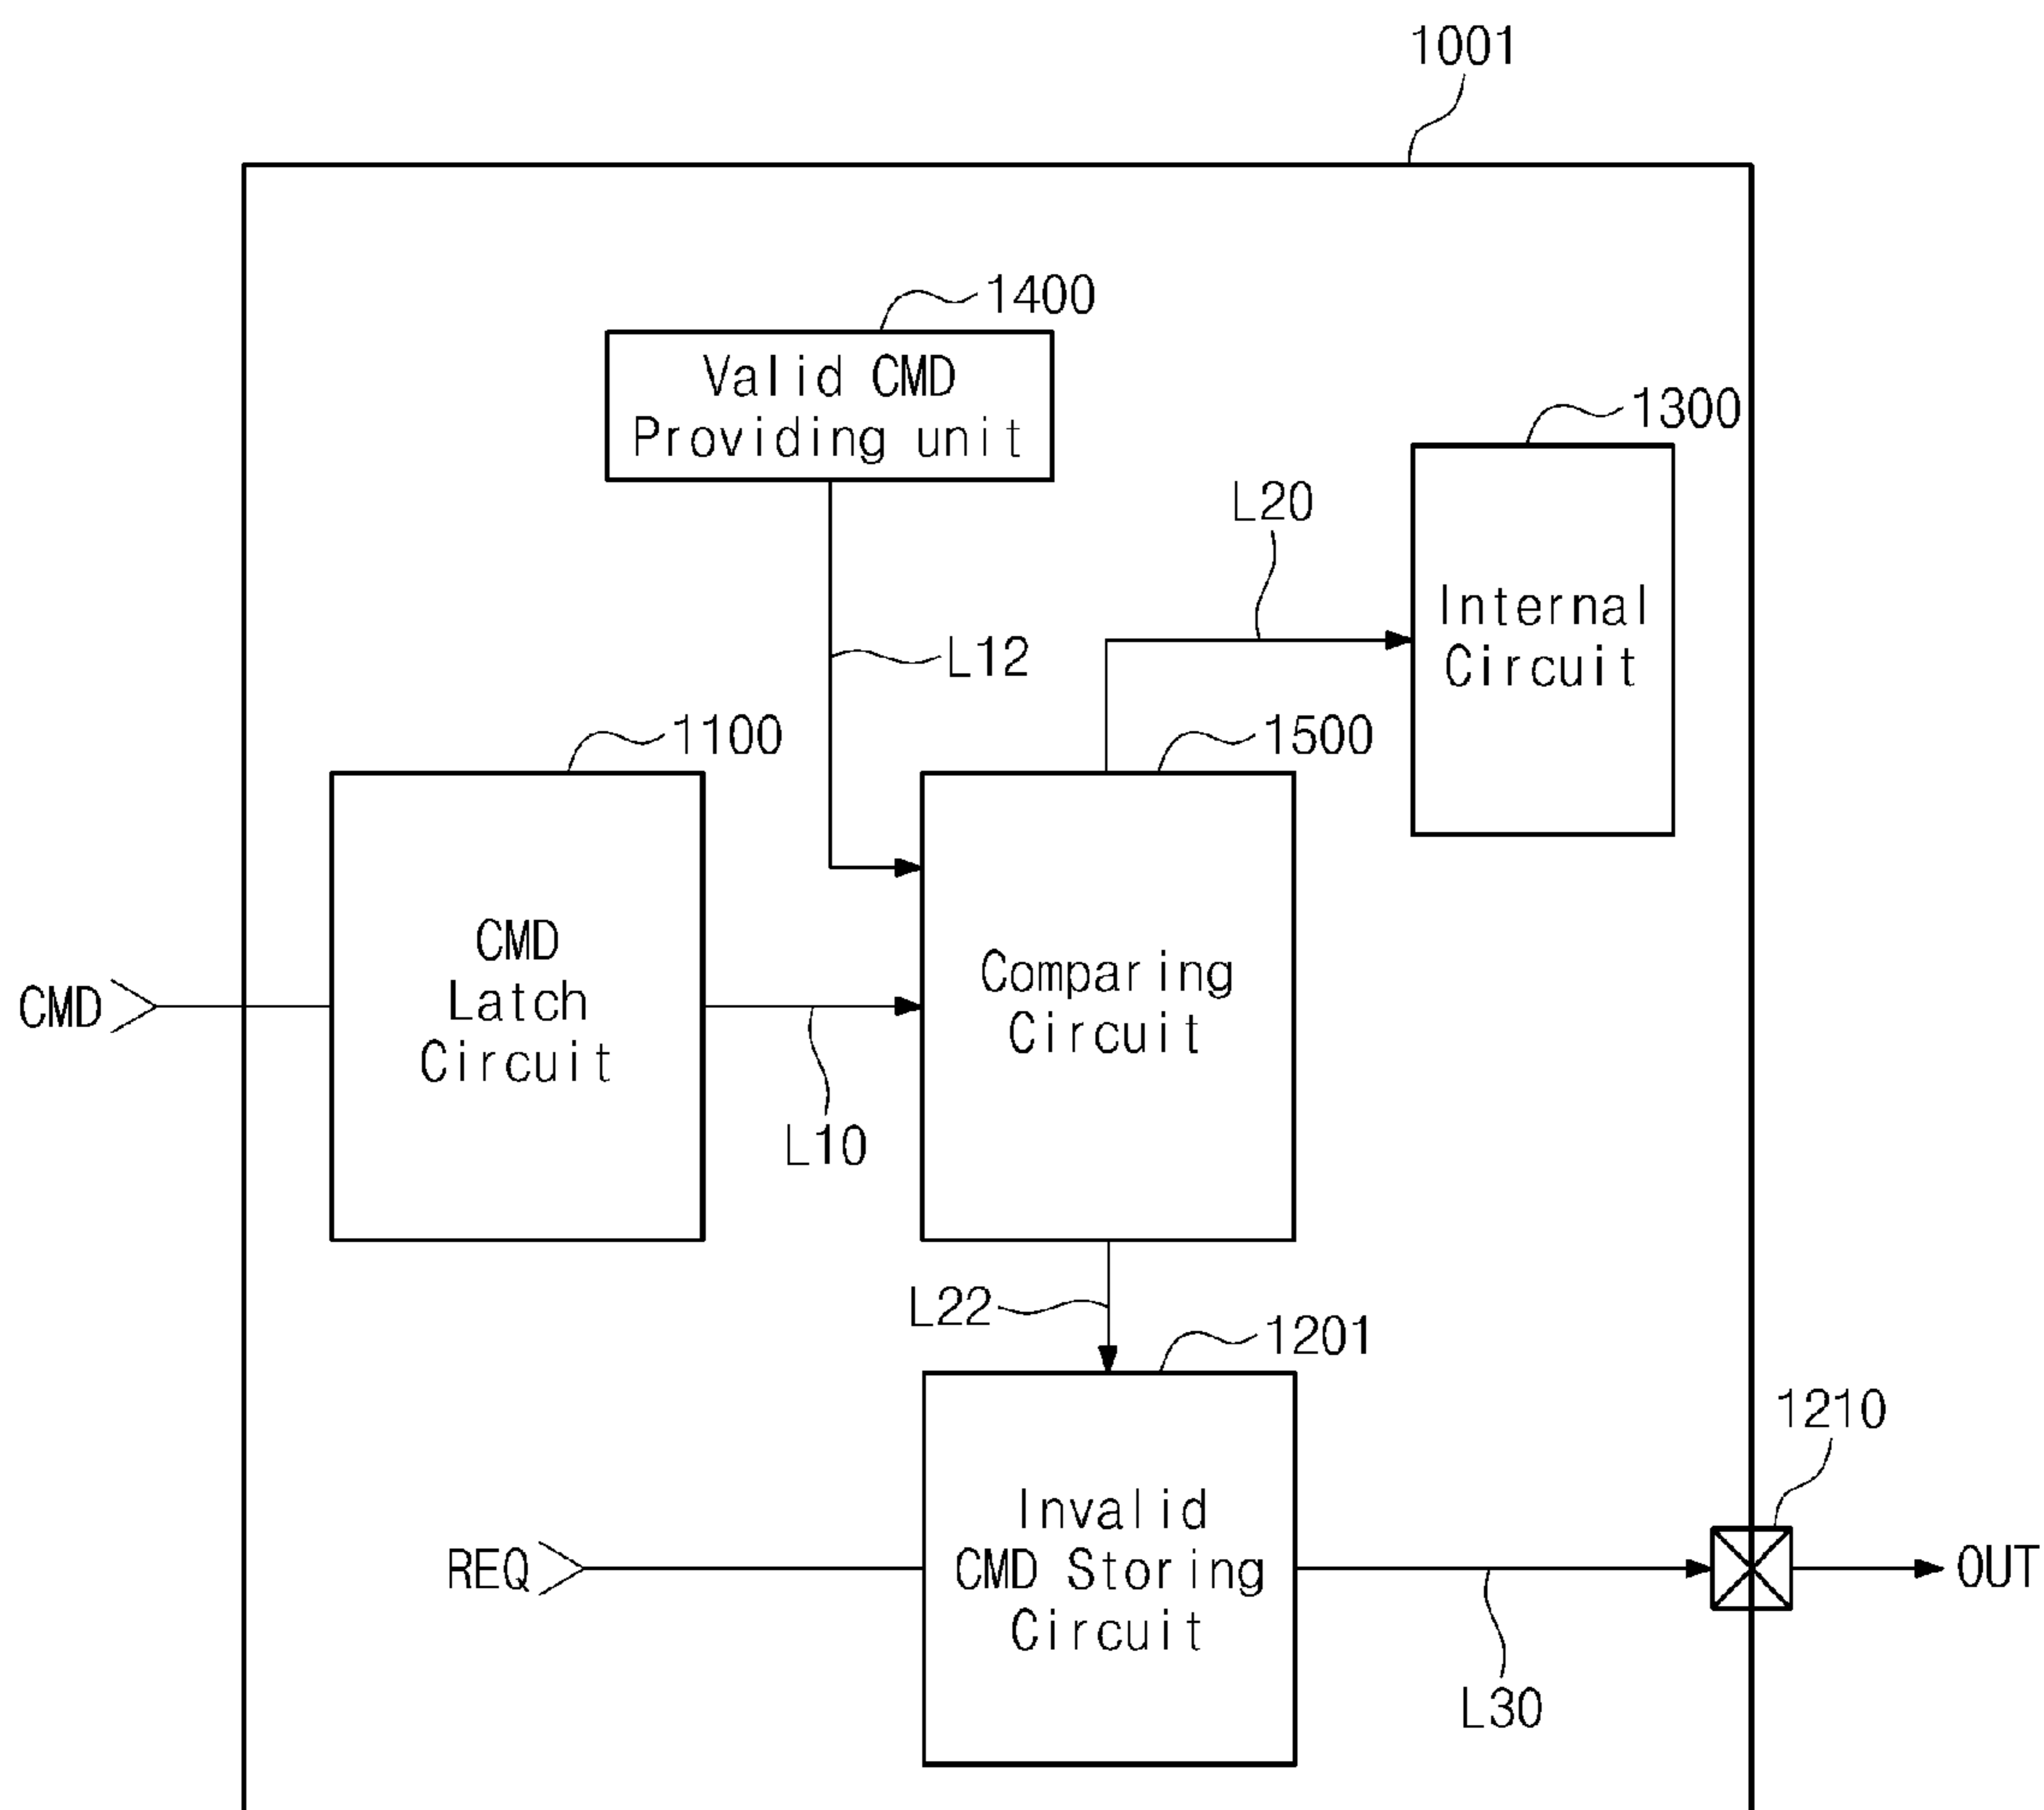 1001
1400
Valid CMD
Providing unit
1300
L20
Internal
Circuit
L12
1100
1500
CMD
Latch
Circuit
Comparing
Circuit
CMD
L10
L22
1201
1210
Invalid
CMD Storing
Circuit
REQ
OUT
L30